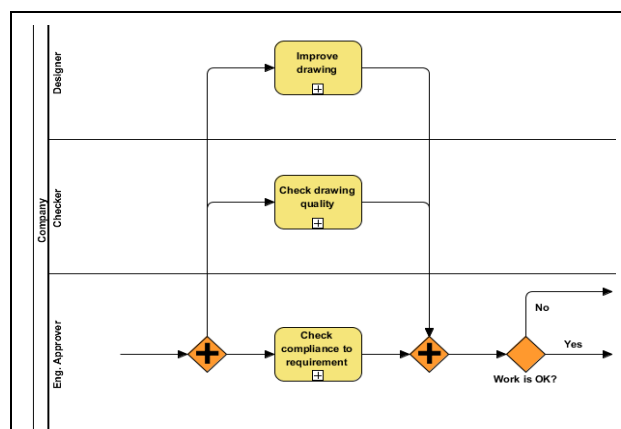 Company
Designer
Improve
drawing
Checker
Check drawing
quality
Eng. Approver
Check
compliance to
requirement
No
Yes
Work is OK?